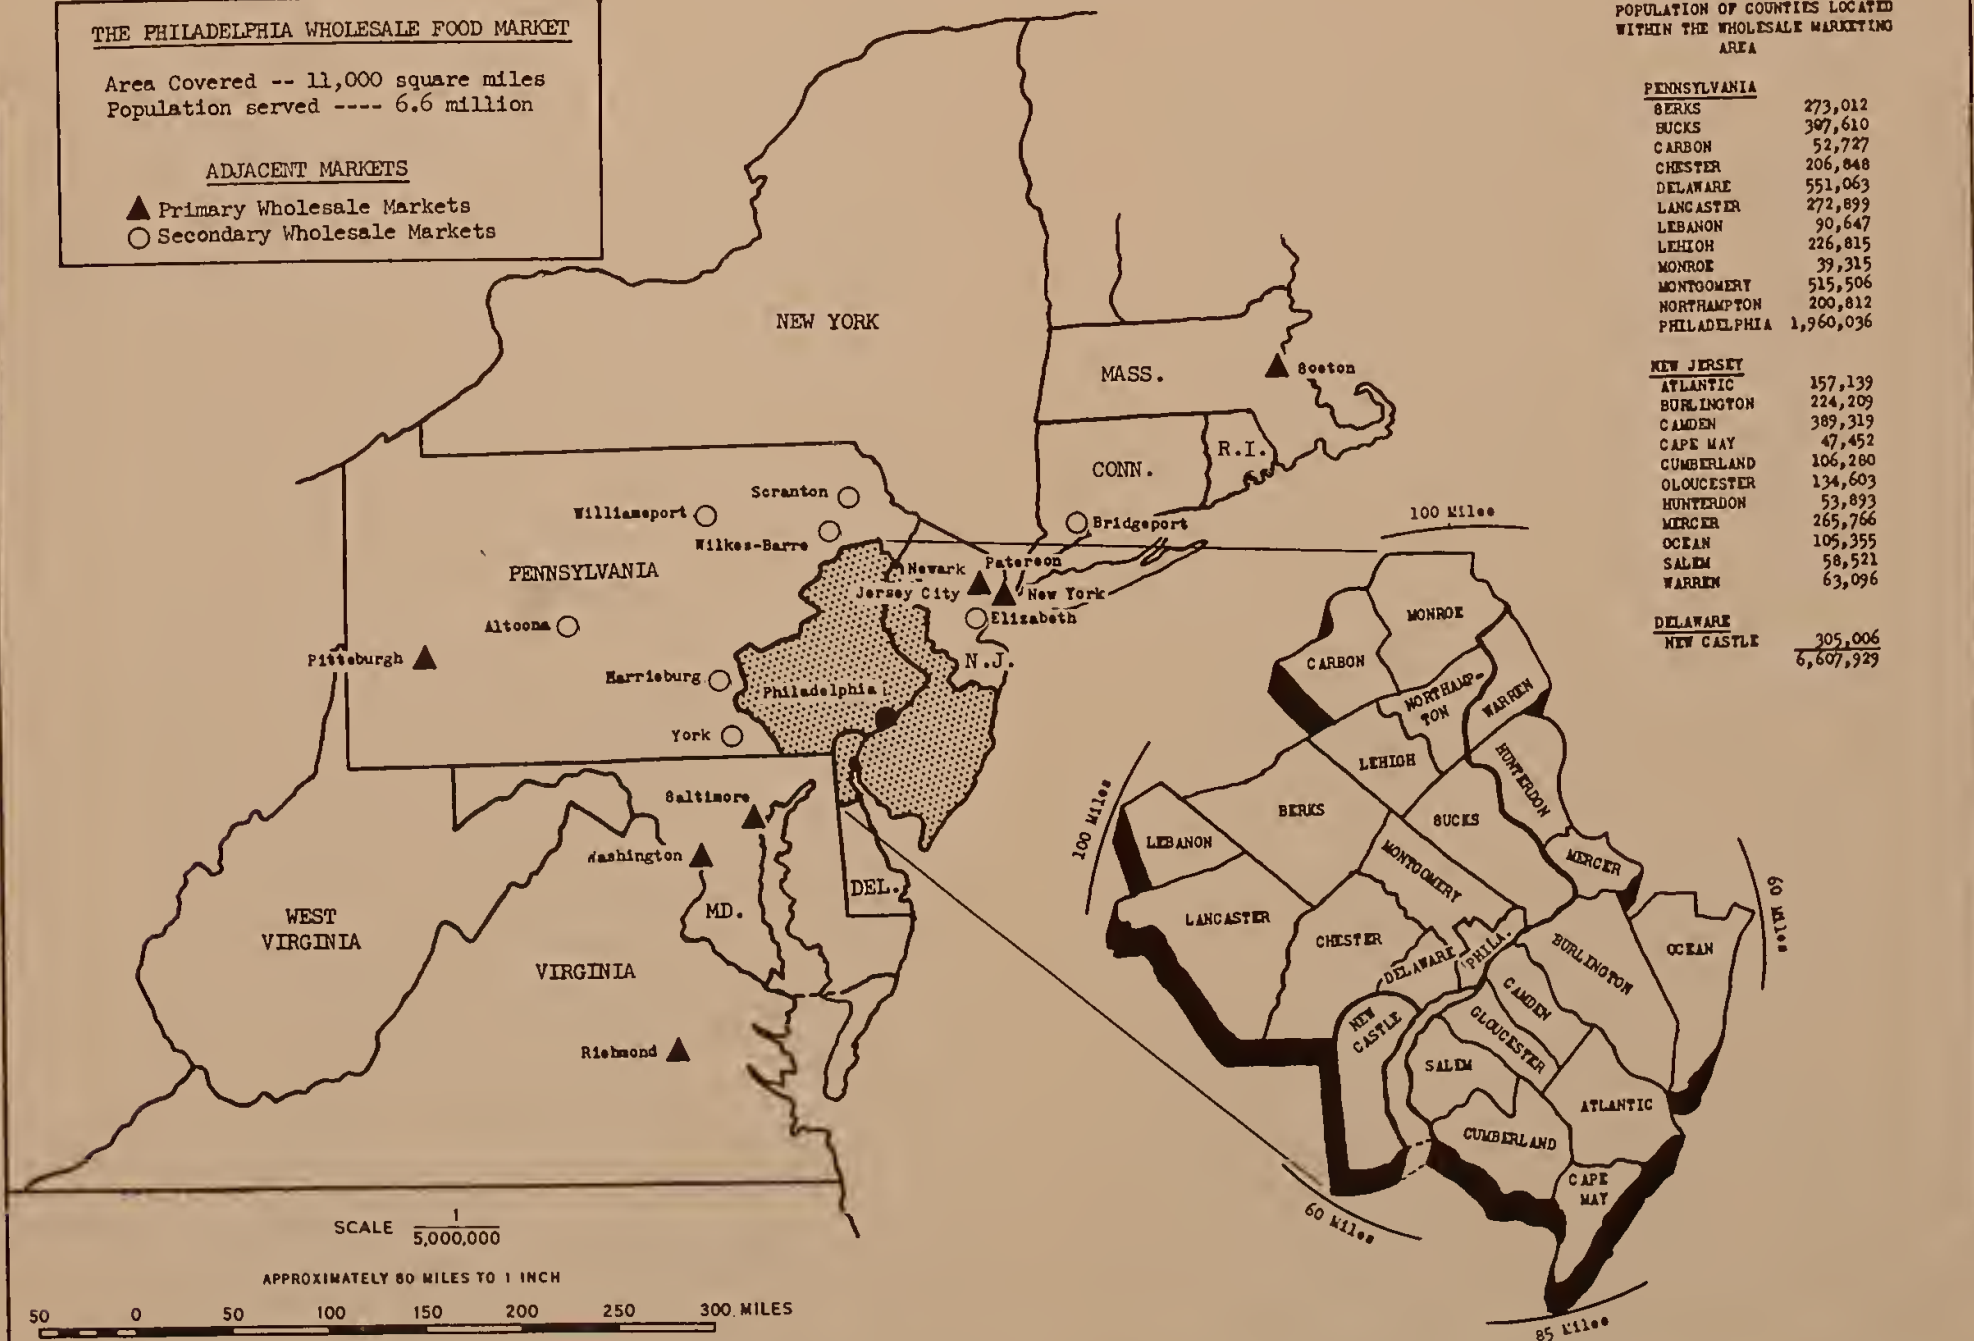 THE PHILADELPHIA WHOLESALE FOOD MARKET
Area Covered -- 11,000 square miles
Population served ---- 6.6 million
ADJACENT MARKETS
Primary Wholesale Markets
Secondary Wholesale Markets
POPULATION OF COUNTIES LOCATED
WITHIN THE WHOLESALE MARKETING
AREA
PENNSYLVANIA
BERKS 273,012
BUCKS 307,610
CARBON 52,727
CHESTER 206,848
DELAWARE 551,063
LANCASTER 272,899
LEBANON 90,647
LEHIGH 226,815
MONROE 39,315
MONTGOMERY 515,506
NORTHAMPTON 200,812
PHILADELPHIA 1,960,036
NEW JERSEY
ATLANTIC 157,139
BURLINGTON 224,209
CAMDEN 389,319
CAPE MAY 47,452
CUMBERLAND 106,280
GLOUCESTER 134,603
HUNTERDON 53,893
MERCER 265,766
OCEAN 105,355
SALEM 58,521
WARREN 63,096
DELAWARE
NEW CASTLE 305,006
6,607,929
NEW YORK
MASS.
Boston
CONN.
R.I.
Scranton
Williamsport
Wilkes-Barre
Bridgeport
PENNSYLVANIA
Newark
Paterson
Jersey City
New York
Elizabeth
Altoona
Pittsburgh
Harrisburg
N.J.
Philadelphia
York
Baltimore
Washington
DEL.
MD.
WEST
VIRGINIA
VIRGINIA
Richmond
100 Miles
MONROE
CARBON
NORTHAMP-
TON
WARREN
LEHIGH
HUNTERDON
100 Miles
BERKS
BUCKS
LEBANON
MONTGOMERY
MERCER
60 Miles
LANCASTER
CHESTER
DELAWARE
PHILA.
BURLINGTON
OCEAN
NEW
CASTLE
CAMDEN
GLOUCESTER
SALEM
ATLANTIC
CUMBERLAND
CAPE
MAY
60 Miles
85 Miles
SCALE 1
5,000,000
APPROXIMATELY 80 MILES TO 1 INCH
50 0 50 100 150 200 250 300 MILES